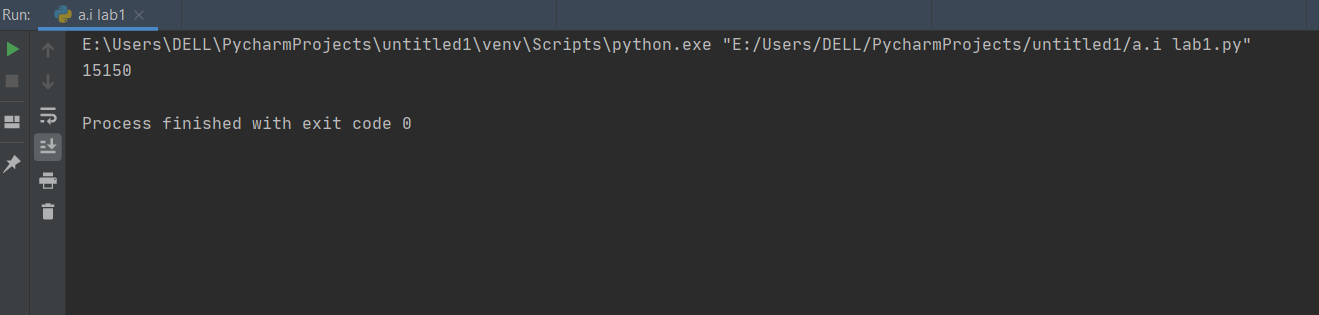 Run: a.i lab1
E:\Users\DELL\PycharmProjects\untitled1\venv\Scripts\python.exe "E:/Users/DELL/PycharmProjects/untitled1/a.i lab1.py"
15150
Process finished with exit code 0